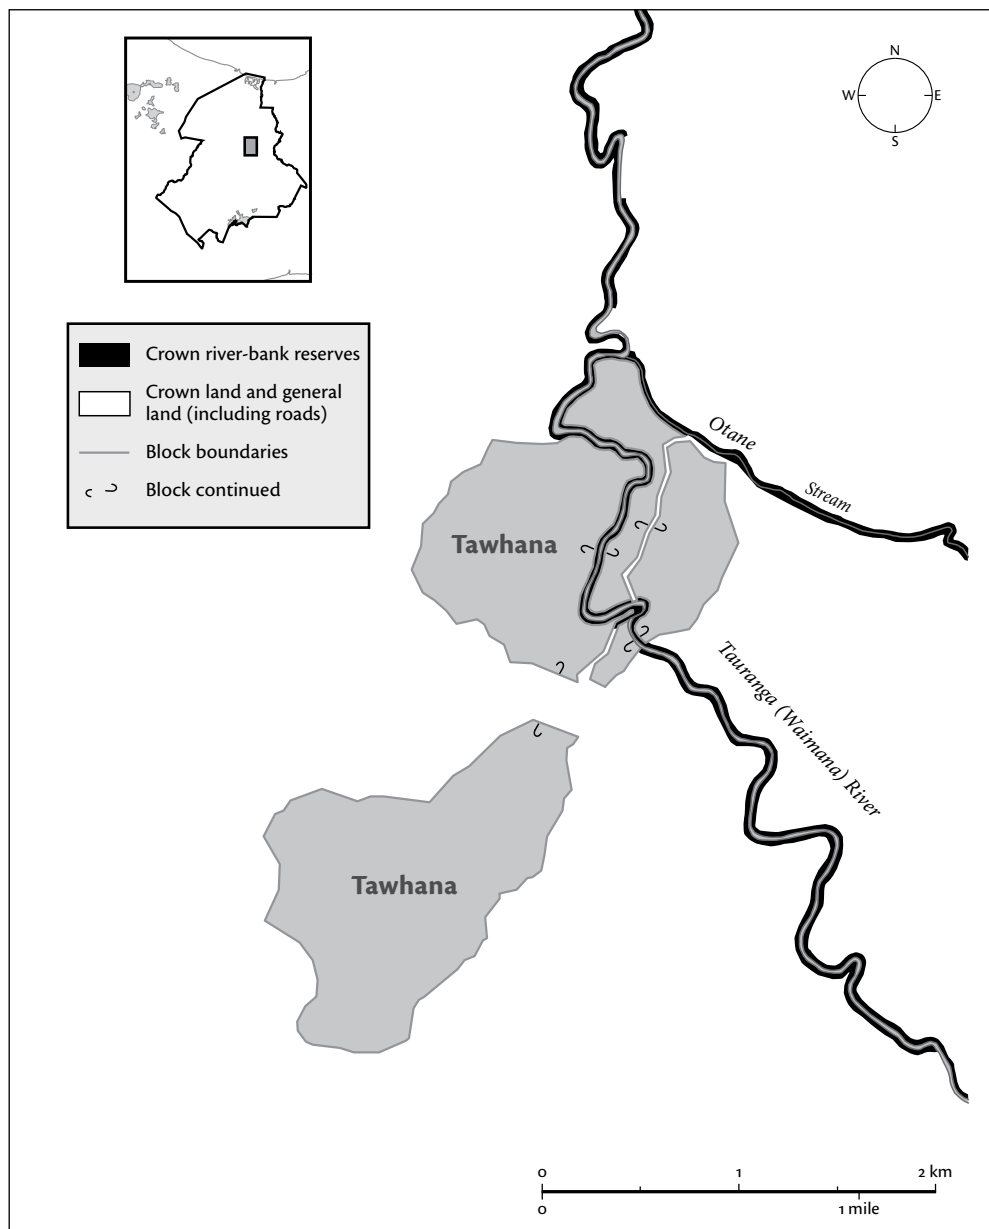 N
W
E
S
Crown river-bank reserves
Crown land and general
land (including roads)
Block boundaries
Block continued
Otane
Stream
Tawhana
Tauranga (Waimana) River
Tawhana
0
1
2 km
0
1 mile